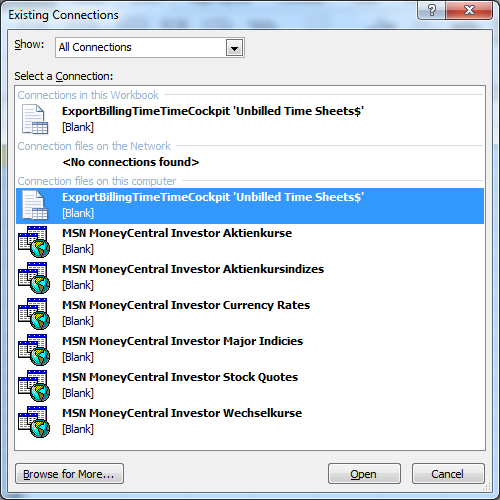 Existing Connections
?
Show: All Connections
Select a Connection:
Connections in this Workbook
ExportBillingTimeTimeCockpit 'Unbilled Time Sheets$'
[Blank]
Connection files on the Network
<No connections found>
Connection files on this computer
ExportBillingTimeTimeCockpit 'Unbilled Time Sheets$'
[Blank]
MSN MoneyCentral Investor Aktienkurse
[Blank]
MSN MoneyCentral Investor Aktienkursindizes
[Blank]
MSN MoneyCentral Investor Currency Rates
[Blank]
MSN MoneyCentral Investor Major Indicies
[Blank]
MSN MoneyCentral Investor Stock Quotes
[Blank]
MSN MoneyCentral Investor Wechselkurse
[Blank]
Browse for More... Open Cancel